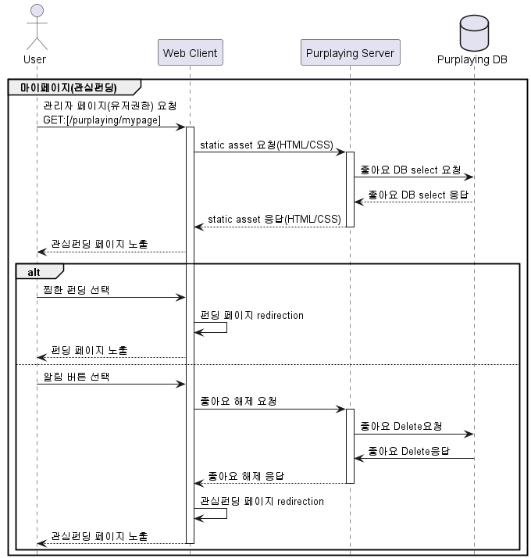 User
Web Client
Purplaying Server
Purplaying DB
마이페이지(관심펀딩)
관리자 페이지(유저권한) 요청
GET:[/purplaying/mypage]
static asset 요청(HTML/CSS)
좋아요 DB select 요청
좋아요 DB select 응답
static asset 응답(HTML/CSS)
관심펀딩 페이지 노출
alt
찜한 펀딩 선택
펀딩 페이지 redirection
펀딩 페이지 노출
알림 버튼 선택
좋아요 해제 요청
좋아요 Delete요청
좋아요 Delete응답
좋아요 해제 응답
관심펀딩 페이지 redirection
관심펀딩 페이지 노출